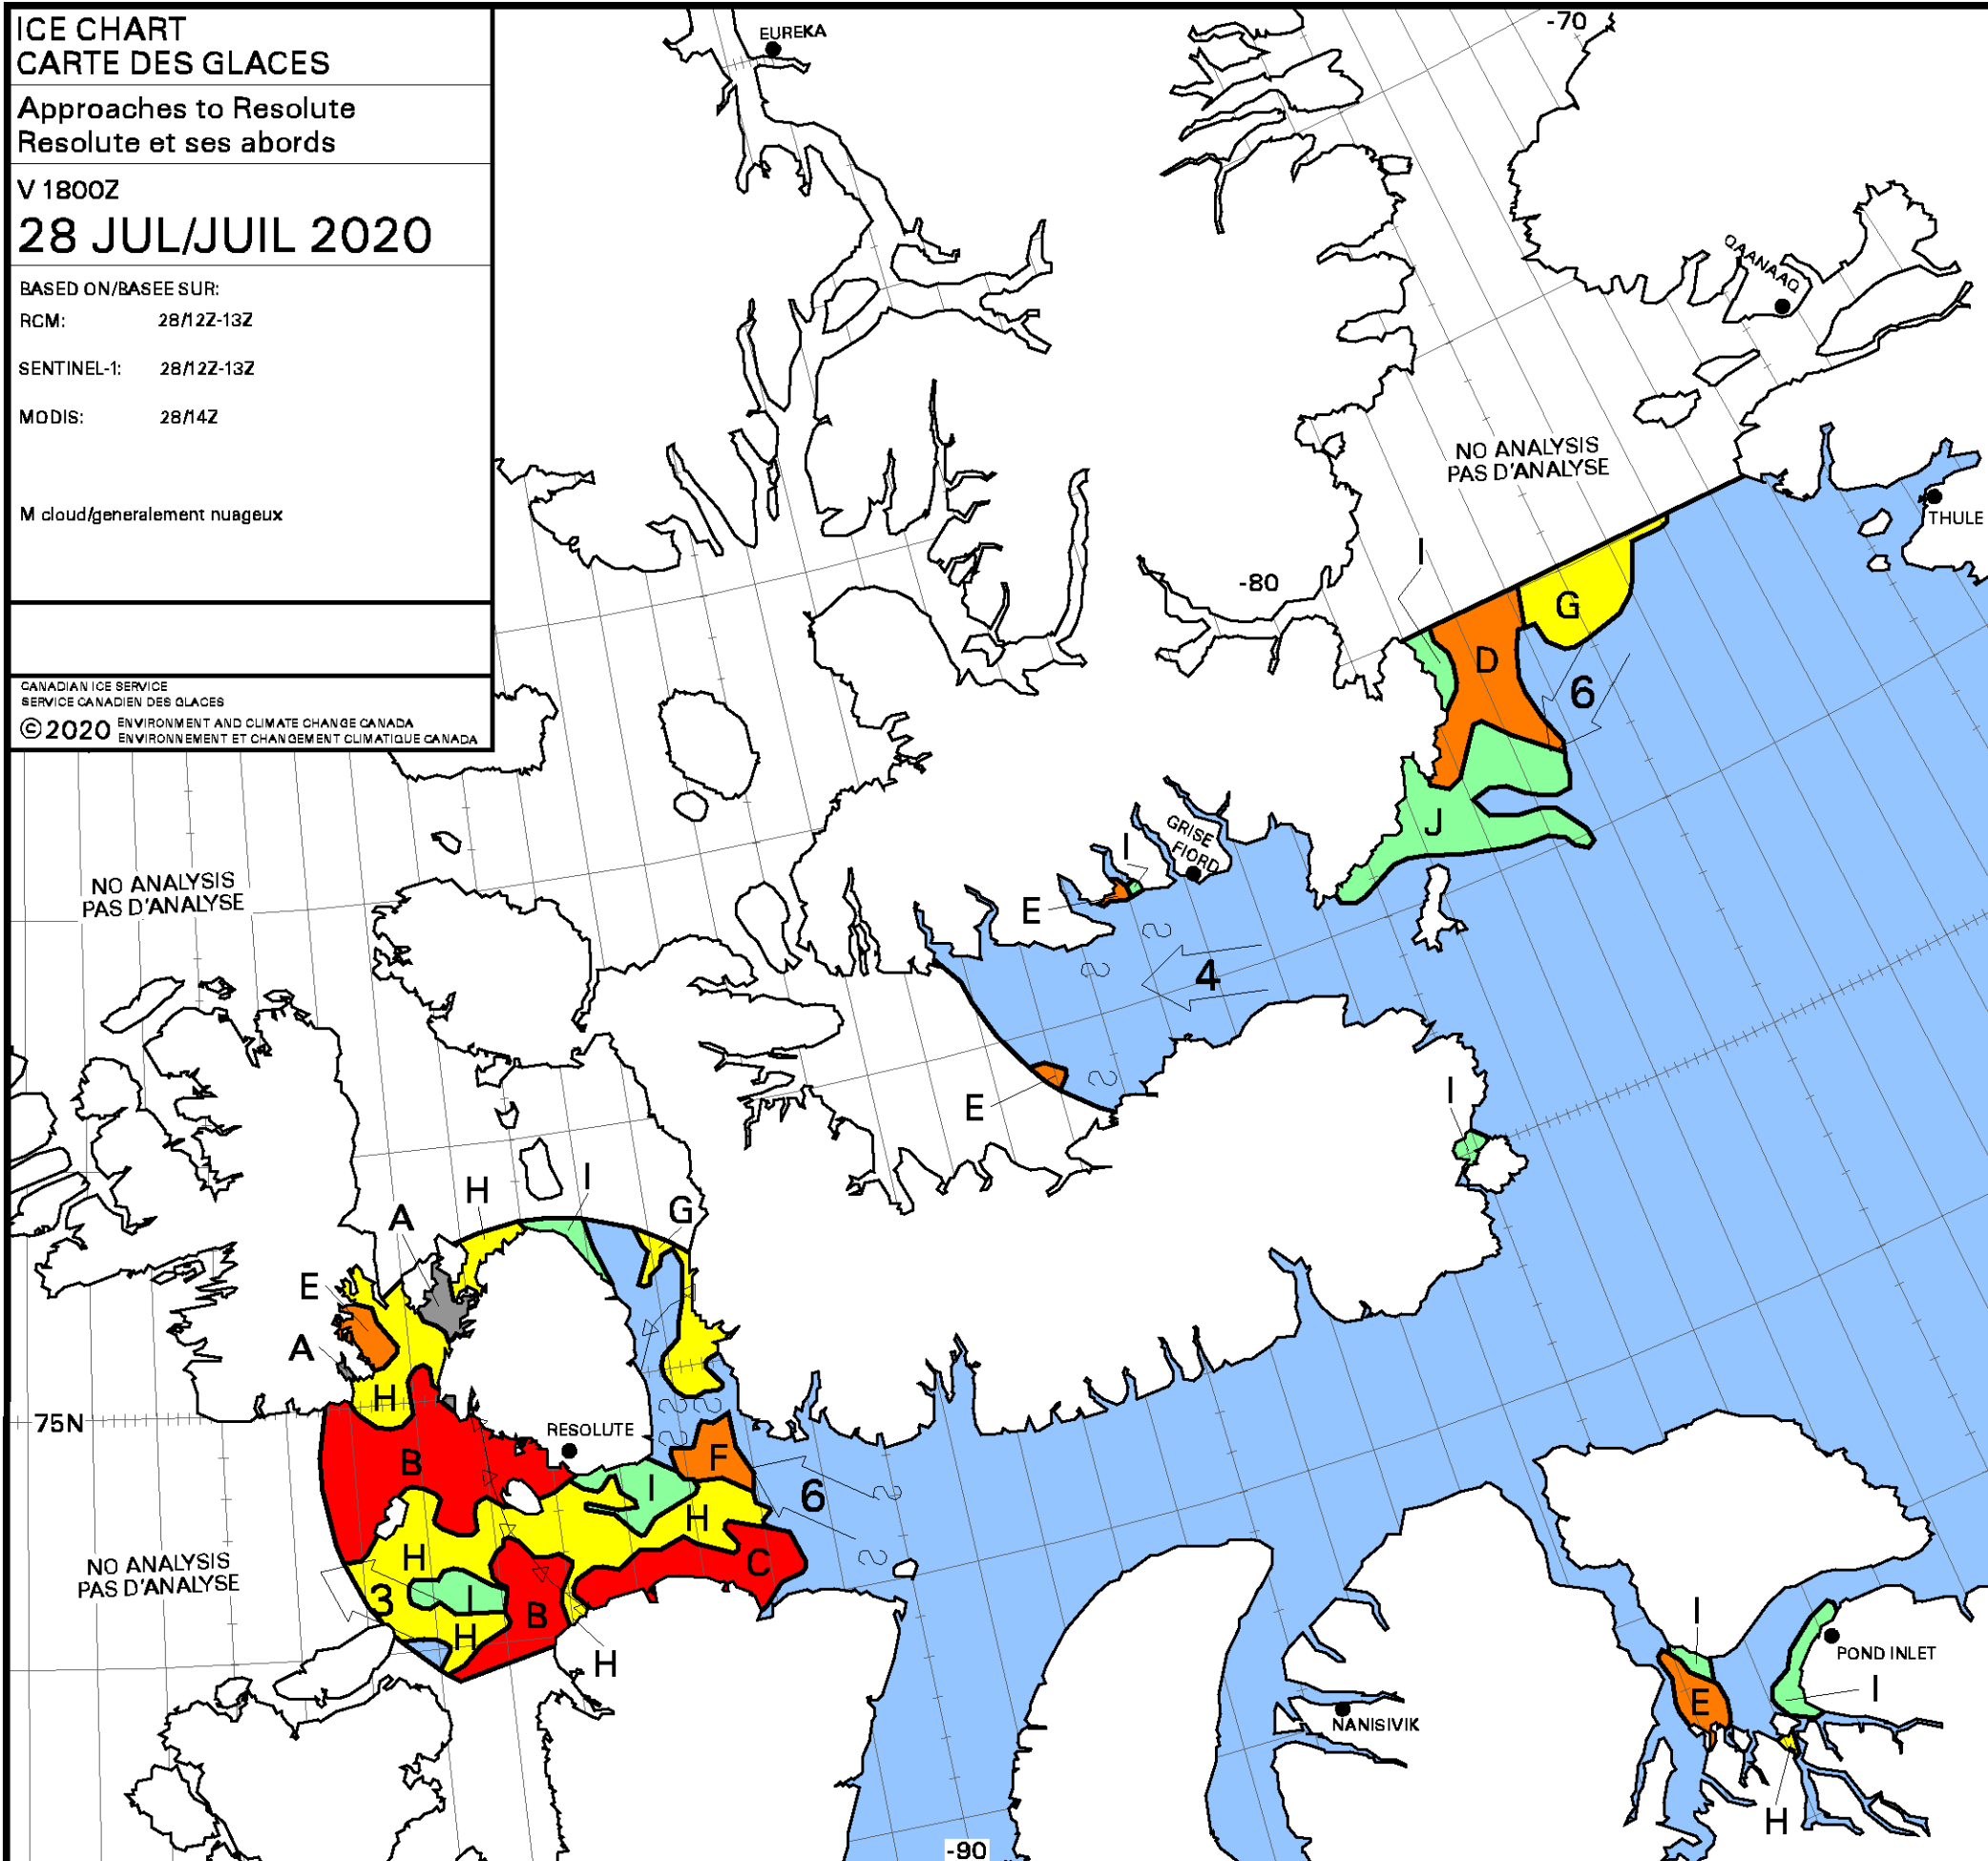 ICE CHART
CARTE DES GLACES
Approaches to Resolute
Resolute et ses abords
V 1800Z
28 JUL/JUIL 2020
BASED ON/BASEE SUR:
RCM: 28/12Z-13Z
SENTINEL-1: 28/12Z-13Z
MODIS: 28/14Z
M cloud/generalement nuageux
CANADIAN ICE SERVICE
SERVICE CANADIEN DES GLACES
©2020 ENVIRONMENT AND CLIMATE CHANGE CANADA
ENVIRONNEMENT ET CHANGEMENT CLIMATIQUE CANADA
EUREKA
-70
QAANAAQ
NO ANALYSIS
PAS D'ANALYSE
THULE
I
-80
G
D
6
J
GRISE
FIORD
I
E
NO ANALYSIS
PAS D'ANALYSE
4
E
I
H
I
A
G
E
A
H
75N
RESOLUTE
B
F
I
6
H
H
C
NO ANALYSIS
PAS D'ANALYSE
3
I
B
H
H
I
POND INLET
E
I
NANISIVIK
H
-90